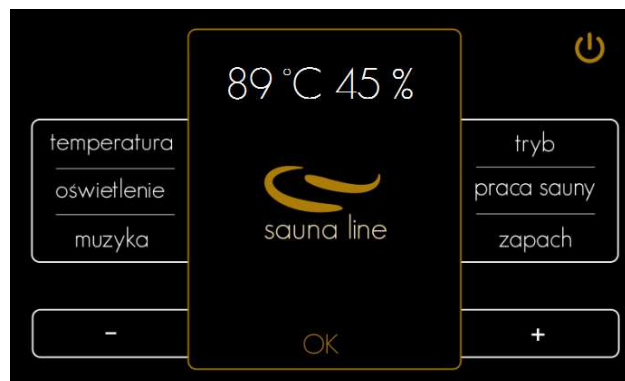 89 °C 45 %
temperatura
oświetlenie
muzyka
sauna line
tryb
praca sauny
zapach
-
OK
+